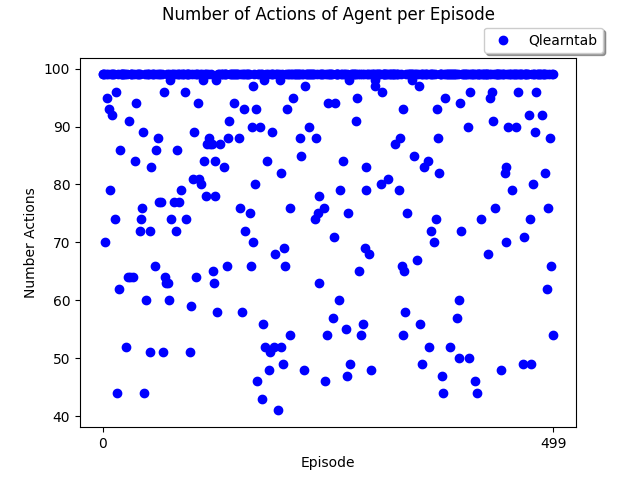 Number of Actions of Agent per Episode
Qlearntab
100
90
80
70
60
50
40
Number Actions
0
499
Episode